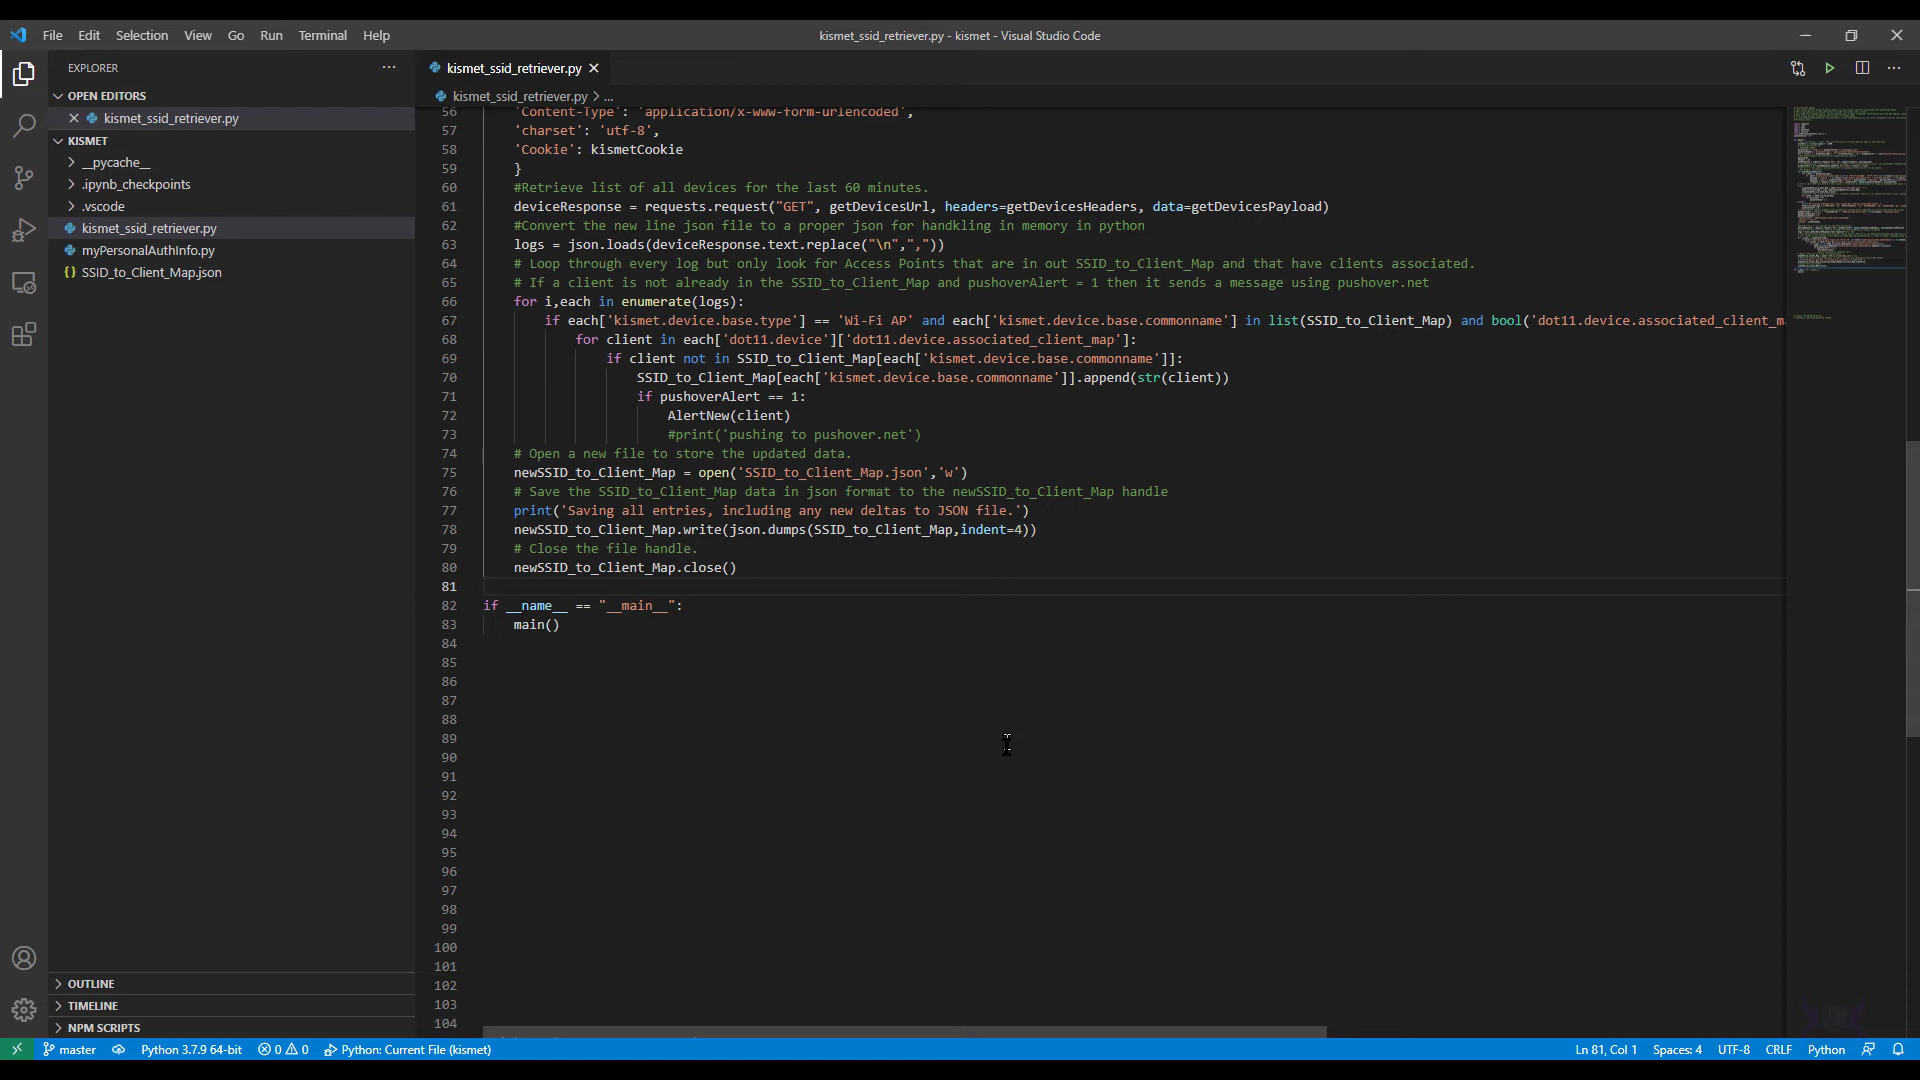 File Edit Selection View Go Run Terminal Help
kismet_ssid_retriever.py - kismet - Visual Studio Code
EXPLORER
OPEN EDITORS
kismet_ssid_retriever.py
KISMET
__pycache__
.ipynb_checkpoints
.vscode
kismet_ssid_retriever.py
myPersonalAuthInfo.py
{} SSID_to_Client_Map.json
OUTLINE
TIMELINE
NPM SCRIPTS
kismet_ssid_retriever.py
kismet_ssid_retriever.py > ...
56 'Content-Type': 'application/x-www-form-urlencoded',
57 'charset': 'utf-8',
58 'Cookie': kismetCookie
59 }
60 #Retrieve list of all devices for the last 60 minutes.
61 deviceResponse = requests.request("GET", getDevicesUrl, headers=getDevicesHeaders, data=getDevicesPayload)
62 #Convert the new line json file to a proper json for handkling in memory in python
63 logs = json.loads(deviceResponse.text.replace("\n",","))
64 # Loop through every log but only look for Access Points that are in out SSID_to_Client_Map and that have clients associated.
65 # If a client is not already in the SSID_to_Client_Map and pushoverAlert = 1 then it sends a message using pushover.net
66 for i,each in enumerate(logs):
67 if each['kismet.device.base.type'] == 'Wi-Fi AP' and each['kismet.device.base.commonname'] in list(SSID_to_Client_Map) and bool('dot11.device.associated_client_m
68 for client in each['dot11.device']['dot11.device.associated_client_map']:
69 if client not in SSID_to_Client_Map[each['kismet.device.base.commonname']]:
70 SSID_to_Client_Map[each['kismet.device.base.commonname']].append(str(client))
71 if pushoverAlert == 1:
72 AlertNew(client)
73 #print('pushing to pushover.net')
74 # Open a new file to store the updated data.
75 newSSID_to_Client_Map = open('SSID_to_Client_Map.json','w')
76 # Save the SSID_to_Client_Map data in json format to the newSSID_to_Client_Map handle
77 print('Saving all entries, including any new deltas to JSON file.')
78 newSSID_to_Client_Map.write(json.dumps(SSID_to_Client_Map,indent=4))
79 # Close the file handle.
80 newSSID_to_Client_Map.close()
81
82 if __name__ == "__main__":
83 main()
84
85
86
87
88
89
90
91
92
93
94
95
96
97
98
99
100
101
102
103
104
master Python 3.7.9 64-bit 0 0 Python: Current File (kismet) Ln 81, Col 1 Spaces: 4 UTF-8 CRLF Python